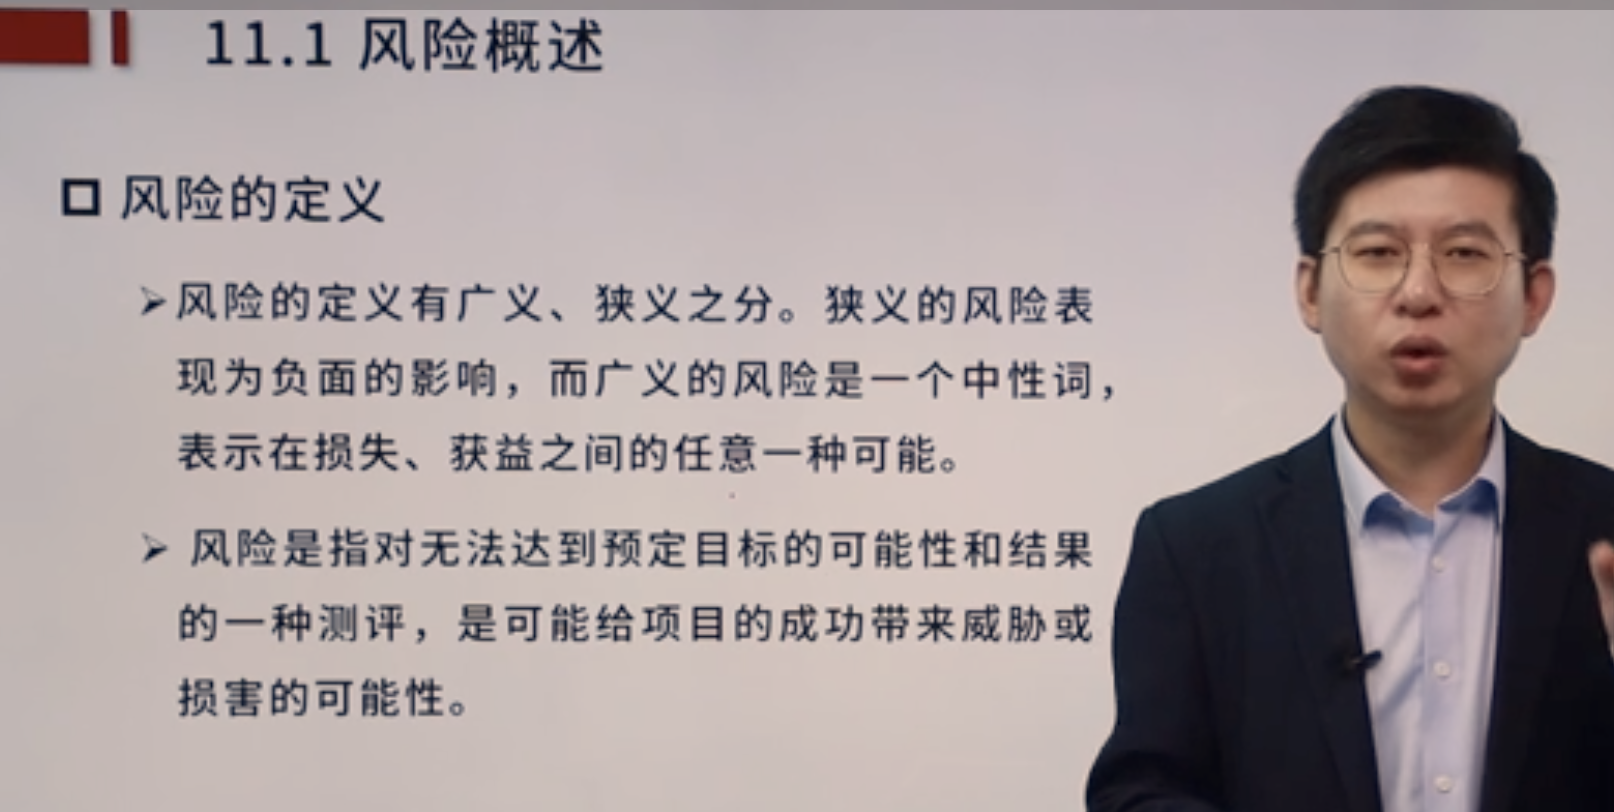 11.1 风险概述
风险的定义
➢风险的定义有广义、狭义之分。狭义的风险表
现为负面的影响，而广义的风险是一个中性词，
表示在损失、获益之间的任意一种可能。
➢ 风险是指对无法达到预定目标的可能性和结果
的一种测评，是可能给项目的成功带来威胁或
损害的可能性。